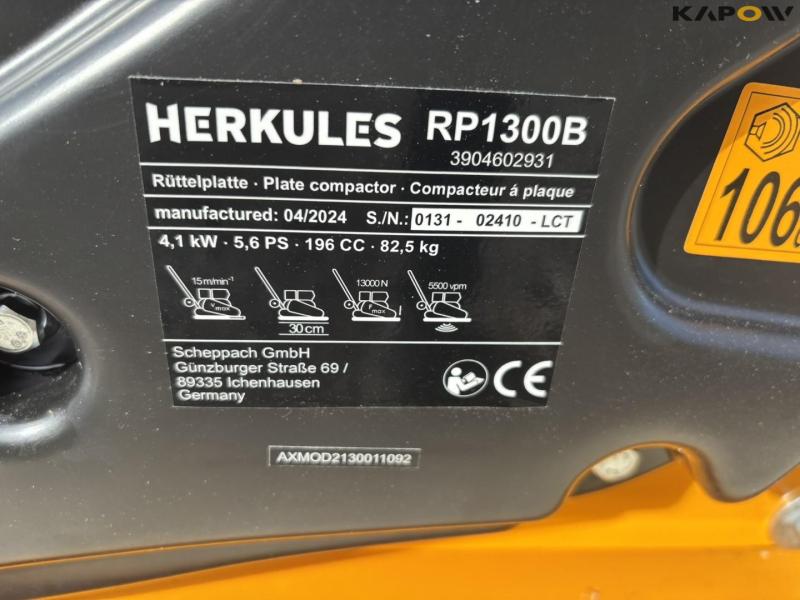 KAPOW
HERKULES RP1300B
3904602931
Rüttelplatte · Plate compactor · Compacteur á plaque
manufactured: 04/2024 S./N.: 0131 - 02410 - LCT
4,1 kW · 5,6 PS · 196 CC · 82,5 kg
15 m/min⁻¹ 13000 N 5500 vpm
V max F max
30 cm
Scheppach GmbH
Günzburger Straße 69 /
89335 Ichenhausen
Germany
CE
AXMOD2130011092
106